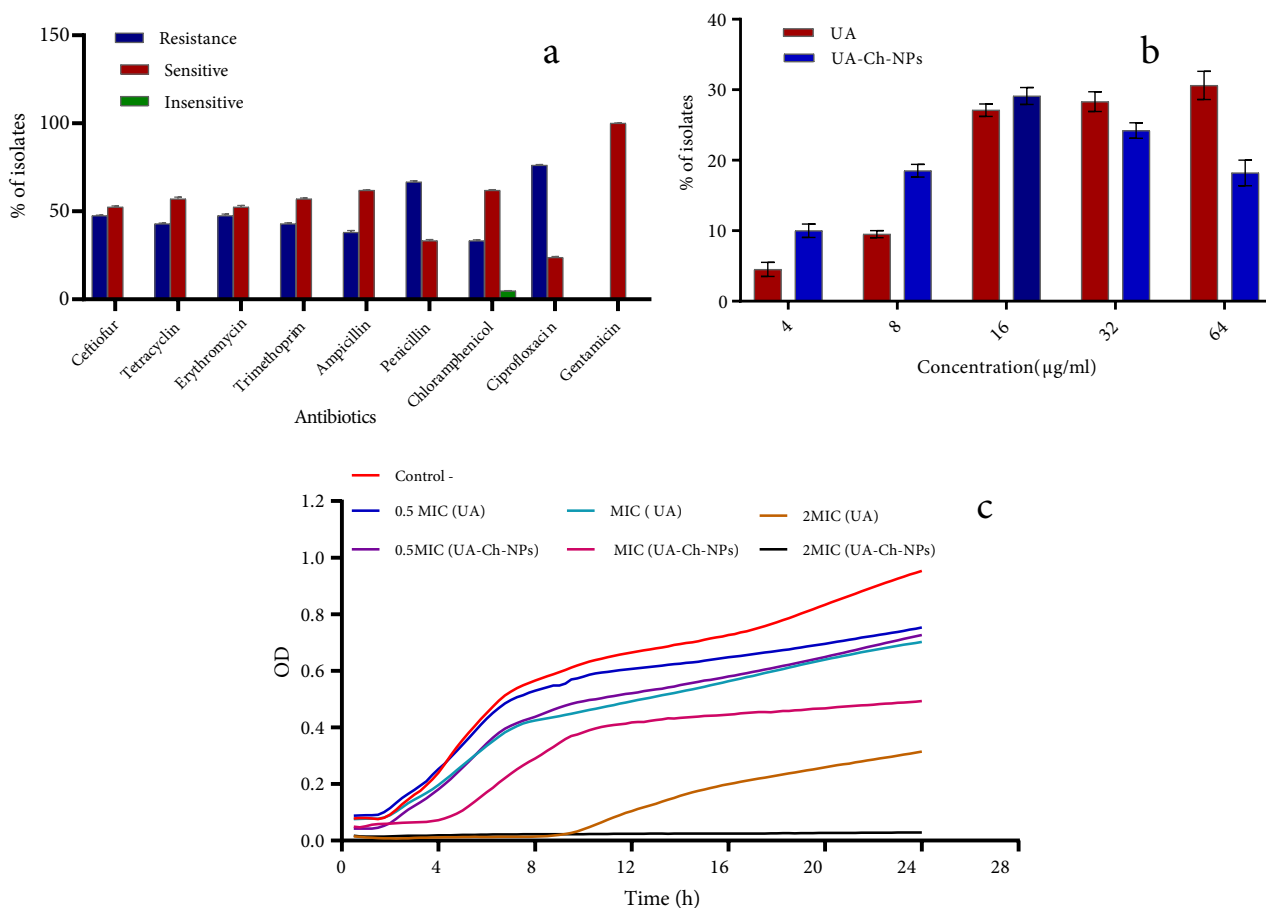 a
150
100
50
0
% of isolates
Resistance
Sensitive
Insensitive
Ceftiofur
Tetracyclin
Erythromycin
Trimethoprim
Ampicillin
Penicillin
Chloramphenicol
Ciprofloxacin
Gentamicin
Antibiotics
b
40
30
20
10
0
% of isolates
UA
UA-Ch-NPs
4 8 16 32 64
Concentration(µg/ml)
c
Control -
0.5 MIC (UA) MIC ( UA) 2MIC (UA)
0.5MIC (UA-Ch-NPs) MIC (UA-Ch-NPs) 2MIC (UA-Ch-NPs)
1.2
1.0
0.8
0.6
0.4
0.2
0.0
OD
0 4 8 12 16 20 24 28
Time (h)